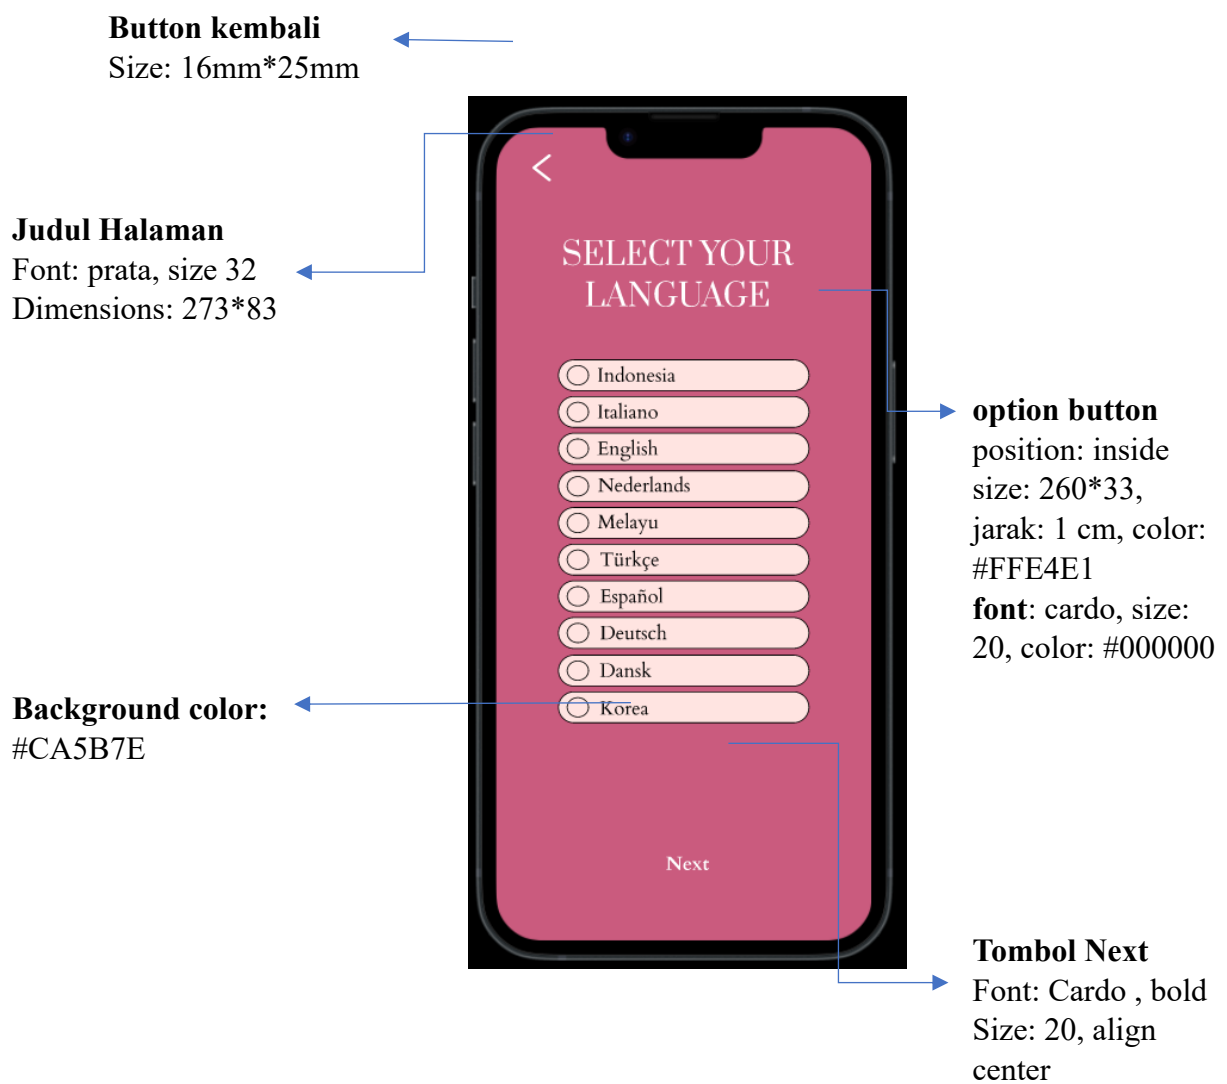 Button kembali
Size: 16mm*25mm
Judul Halaman
Font: prata, size 32
Dimensions: 273*83
SELECT YOUR
LANGUAGE
Indonesia
Italiano
English
Nederlands
Melayu
Türkçe
Español
Deutsch
Dansk
Korea
Next
option button
position: inside
size: 260*33,
jarak: 1 cm, color:
#FFE4E1
font: cardo, size:
20, color: #000000
Background color:
#CA5B7E
Tombol Next
Font: Cardo , bold
Size: 20, align
center